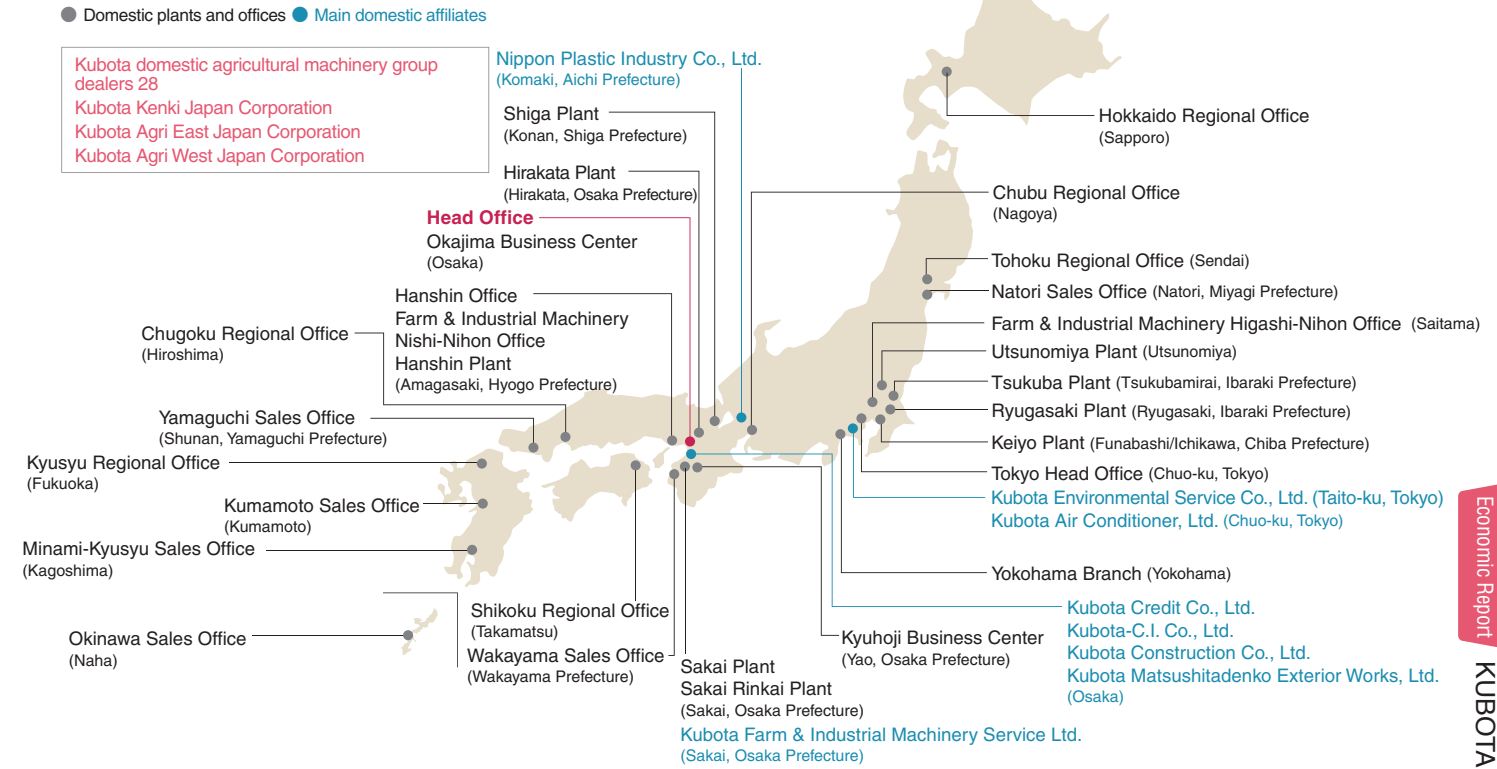 Domestic plants and offices Main domestic affiliates
Kubota domestic agricultural machinery group
dealers 28
Kubota Kenki Japan Corporation
Kubota Agri East Japan Corporation
Kubota Agri West Japan Corporation
Nippon Plastic Industry Co., Ltd.
(Komaki, Aichi Prefecture)
Shiga Plant
(Konan, Shiga Prefecture)
Hirakata Plant
(Hirakata, Osaka Prefecture)
Head Office
Okajima Business Center
(Osaka)
Hanshin Office
Farm & Industrial Machinery
Nishi-Nihon Office
Hanshin Plant
(Amagasaki, Hyogo Prefecture)
Chugoku Regional Office
(Hiroshima)
Yamaguchi Sales Office
(Shunan, Yamaguchi Prefecture)
Kyusyu Regional Office
(Fukuoka)
Kumamoto Sales Office
(Kumamoto)
Minami-Kyusyu Sales Office
(Kagoshima)
Okinawa Sales Office
(Naha)
Shikoku Regional Office
(Takamatsu)
Wakayama Sales Office
(Wakayama Prefecture)
Sakai Plant
Sakai Rinkai Plant
(Sakai, Osaka Prefecture)
Kubota Farm & Industrial Machinery Service Ltd.
(Sakai, Osaka Prefecture)
Kyuhoji Business Center
(Yao, Osaka Prefecture)
Hokkaido Regional Office
(Sapporo)
Chubu Regional Office
(Nagoya)
Tohoku Regional Office (Sendai)
Natori Sales Office (Natori, Miyagi Prefecture)
Farm & Industrial Machinery Higashi-Nihon Office (Saitama)
Utsunomiya Plant (Utsunomiya)
Tsukuba Plant (Tsukubamirai, Ibaraki Prefecture)
Ryugasaki Plant (Ryugasaki, Ibaraki Prefecture)
Keiyo Plant (Funabashi/Ichikawa, Chiba Prefecture)
Tokyo Head Office (Chuo-ku, Tokyo)
Kubota Environmental Service Co., Ltd. (Taito-ku, Tokyo)
Kubota Air Conditioner, Ltd. (Chuo-ku, Tokyo)
Yokohama Branch (Yokohama)
Kubota Credit Co., Ltd.
Kubota-C.I. Co., Ltd.
Kubota Construction Co., Ltd.
Kubota Matsushitadenko Exterior Works, Ltd.
(Osaka)
Economic Report
KUBOTA